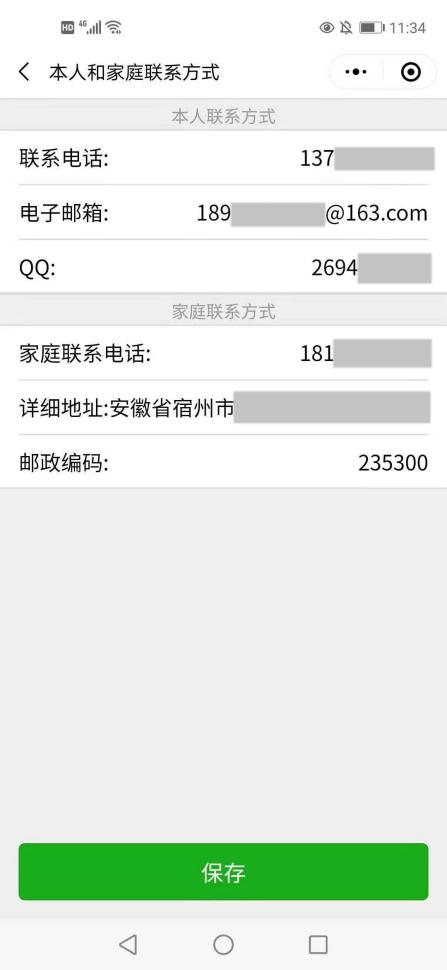 HD 4G 11:34
本人和家庭联系方式
本人联系方式
联系电话: 137
电子邮箱: 189 @163.com
QQ: 2694
家庭联系方式
家庭联系电话: 181
详细地址:安徽省宿州市
邮政编码: 235300
保存